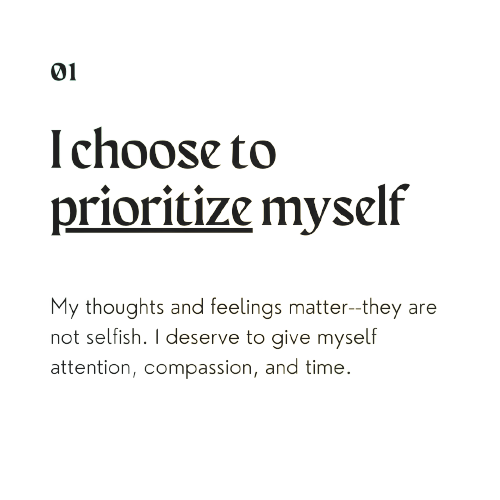 01
I choose to
prioritize myself
My thoughts and feelings matter--they are
not selfish. I deserve to give myself
attention, compassion, and time.